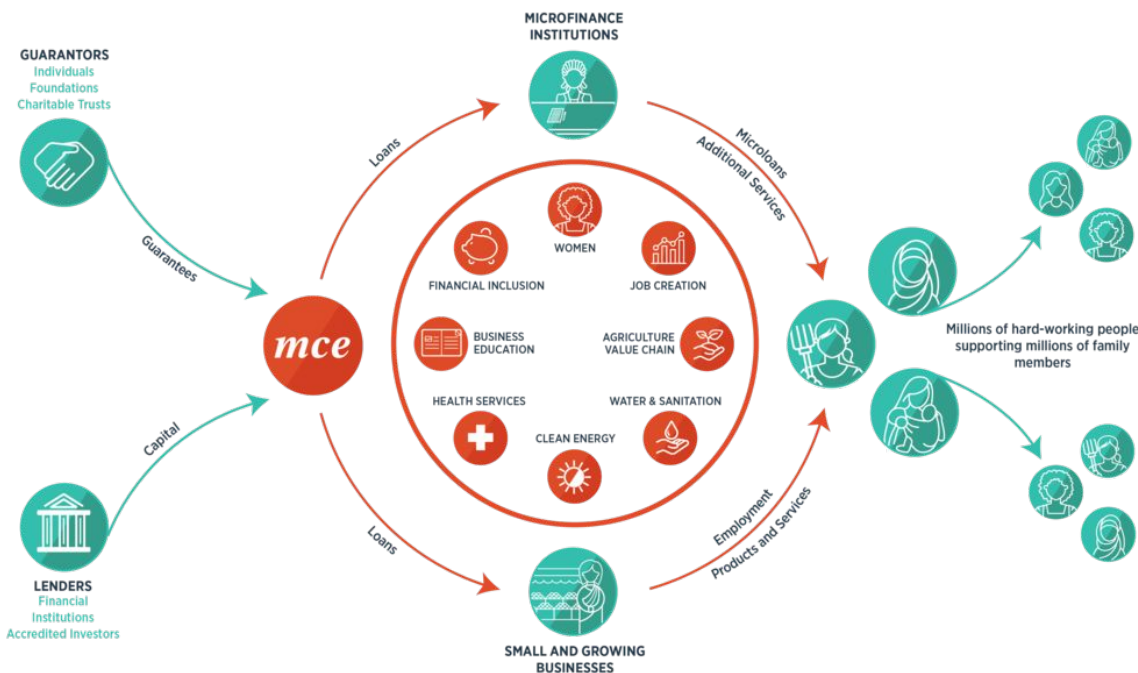 MICROFINANCE
INSTITUTIONS
GUARANTORS
Individuals
Foundations
Charitable Trusts
Guarantees
Loans
Microloans
Additional Services
WOMEN
FINANCIAL INCLUSION
JOB CREATION
mce
BUSINESS
EDUCATION
AGRICULTURE
VALUE CHAIN
HEALTH SERVICES
WATER & SANITATION
CLEAN ENERGY
Millions of hard-working people
supporting millions of family
members
Capital
Loans
Employment
Products and Services
LENDERS
Financial
Institutions
Accredited Investors
SMALL AND GROWING
BUSINESSES